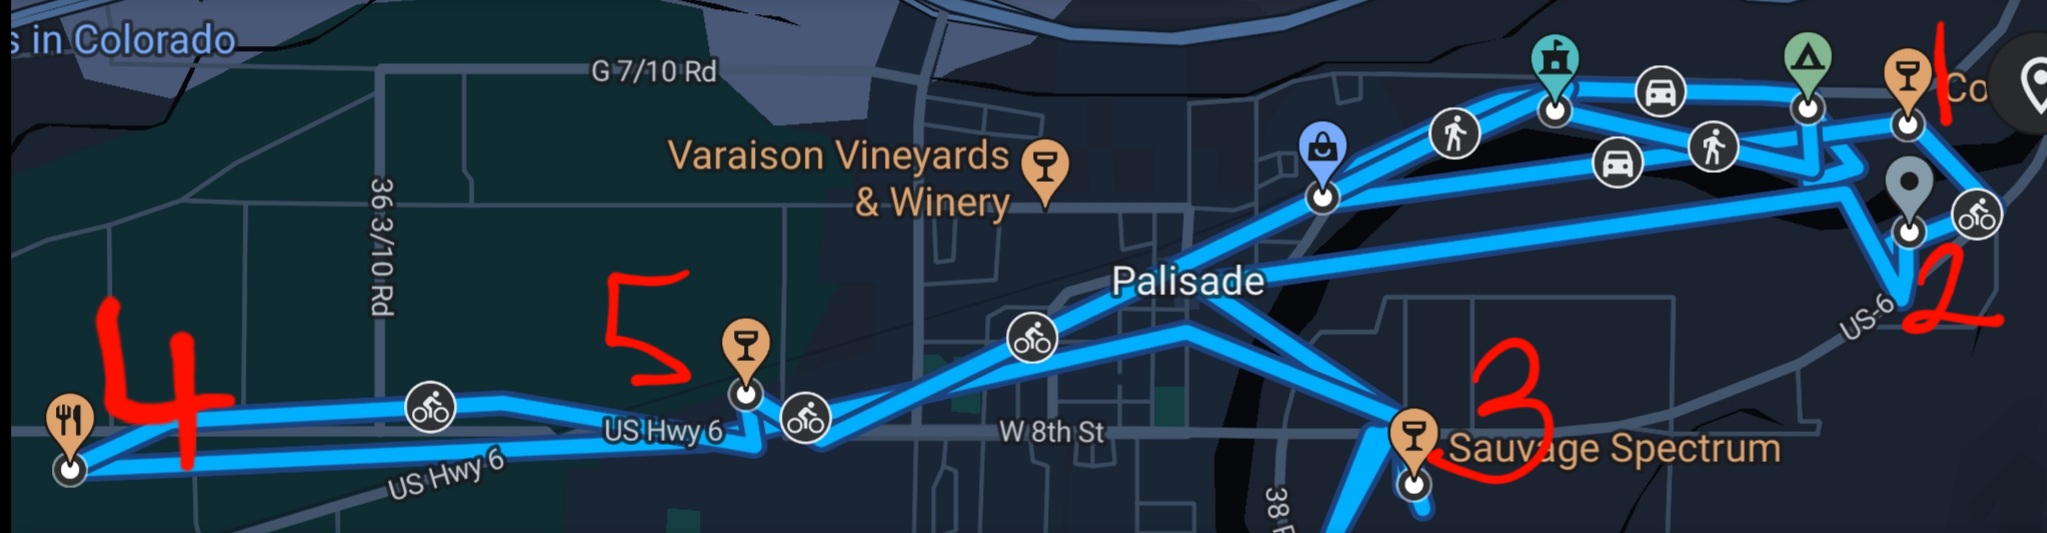 s in Colorado
G 7/10 Rd
1
Co
Varaison Vineyards
& Winery
36 3/10 Rd
Palisade
2
US-6
4
5
3
US Hwy 6
W 8th St
Sauvage Spectrum
US Hwy 6
38